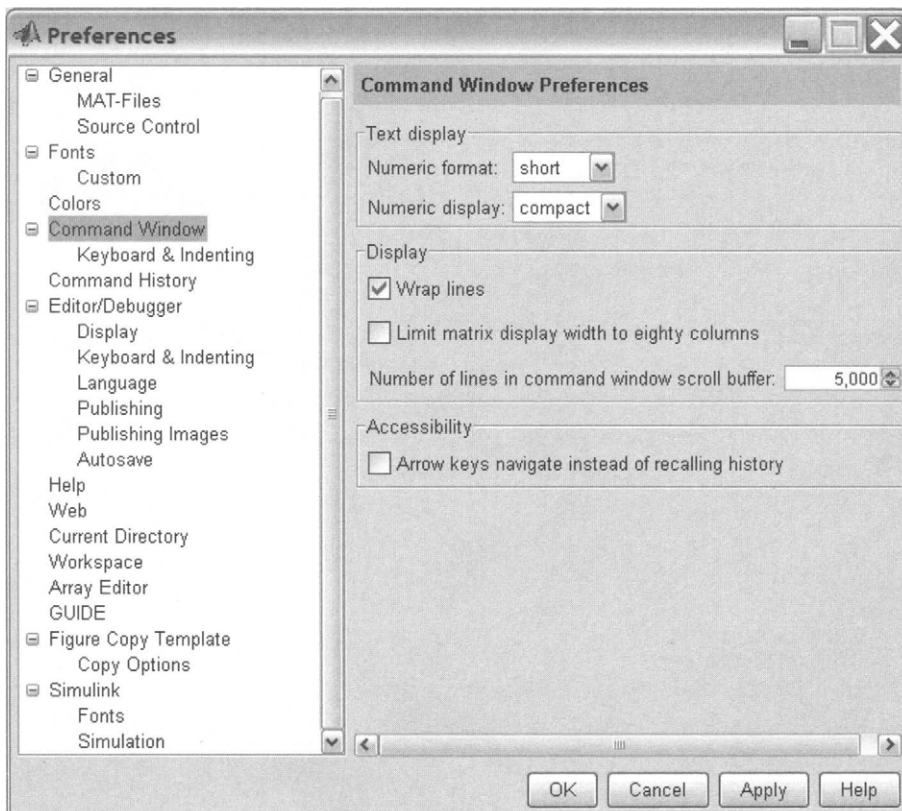 Preferences
General
MAT-Files
Source Control
Fonts
Custom
Colors
Command Window
Keyboard & Indenting
Command History
Editor/Debugger
Display
Keyboard & Indenting
Language
Publishing
Publishing Images
Autosave
Help
Web
Current Directory
Workspace
Array Editor
GUIDE
Figure Copy Template
Copy Options
Simulink
Fonts
Simulation
Command Window Preferences
Text display
Numeric format: short
Numeric display: compact
Display
Wrap lines
Limit matrix display width to eighty columns
Number of lines in command window scroll buffer: 5,000
Accessibility
Arrow keys navigate instead of recalling history
OK Cancel Apply Help